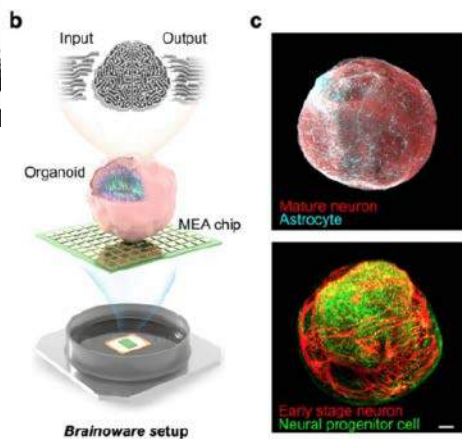 b
Input
Output
Organoid
MEA chip
Brainoware setup
c
Mature neuron
Astrocyte
Early stage neuron
Neural progenitor cell